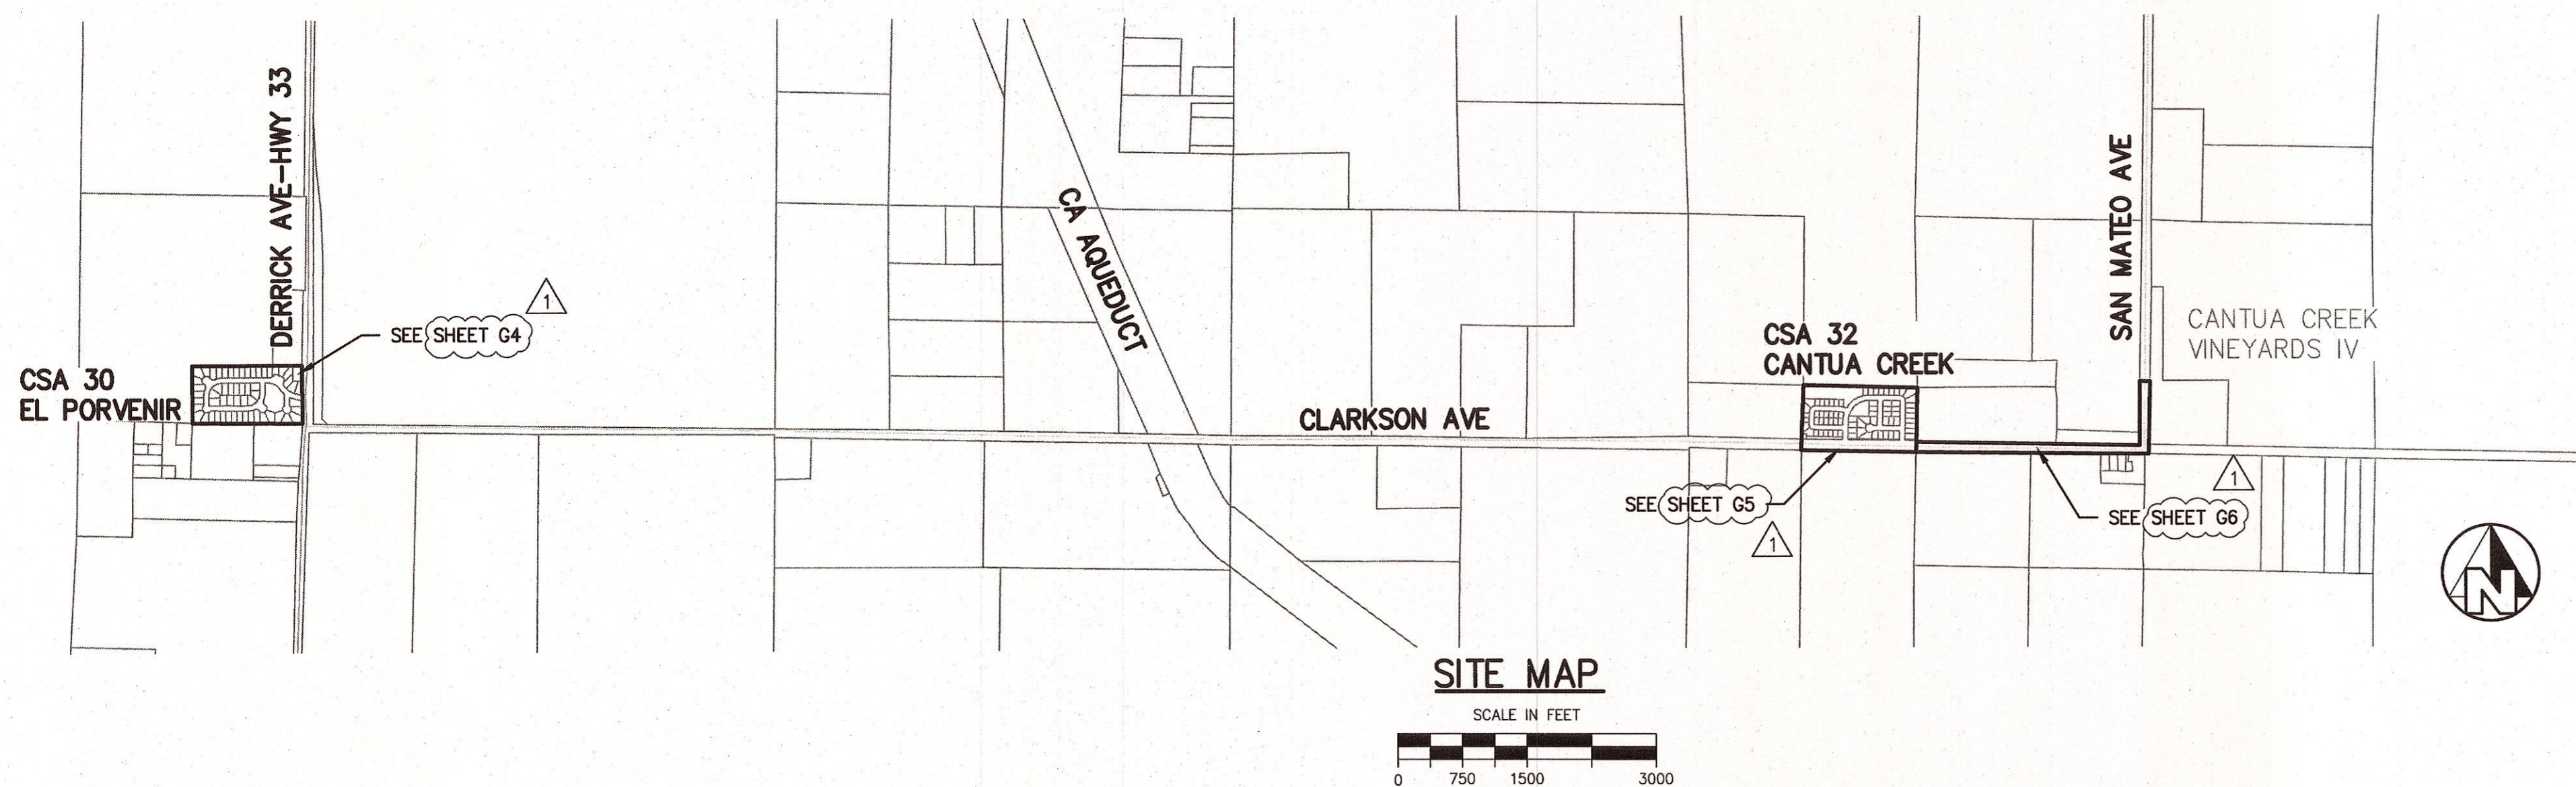 DERRICK AVE-HWY 33
SEE SHEET G4
1
CSA 30
EL PORVENIR
CA AQUEDUCT
CLARKSON AVE
CSA 32
CANTUA CREEK
SEE SHEET G5
1
SAN MATEO AVE
CANTUA CREEK
VINEYARDS IV
1
SEE SHEET G6
N
SITE MAP
SCALE IN FEET
0 750 1500 3000